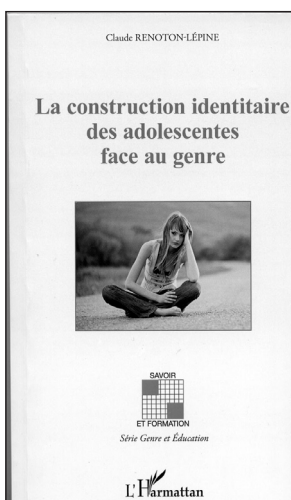 Claude RENOTON-LÉPINE
La construction identitaire
des adolescentes
face au genre
SAVOIR
ET FORMATION
Série Genre et Éducation
L'Harmattan